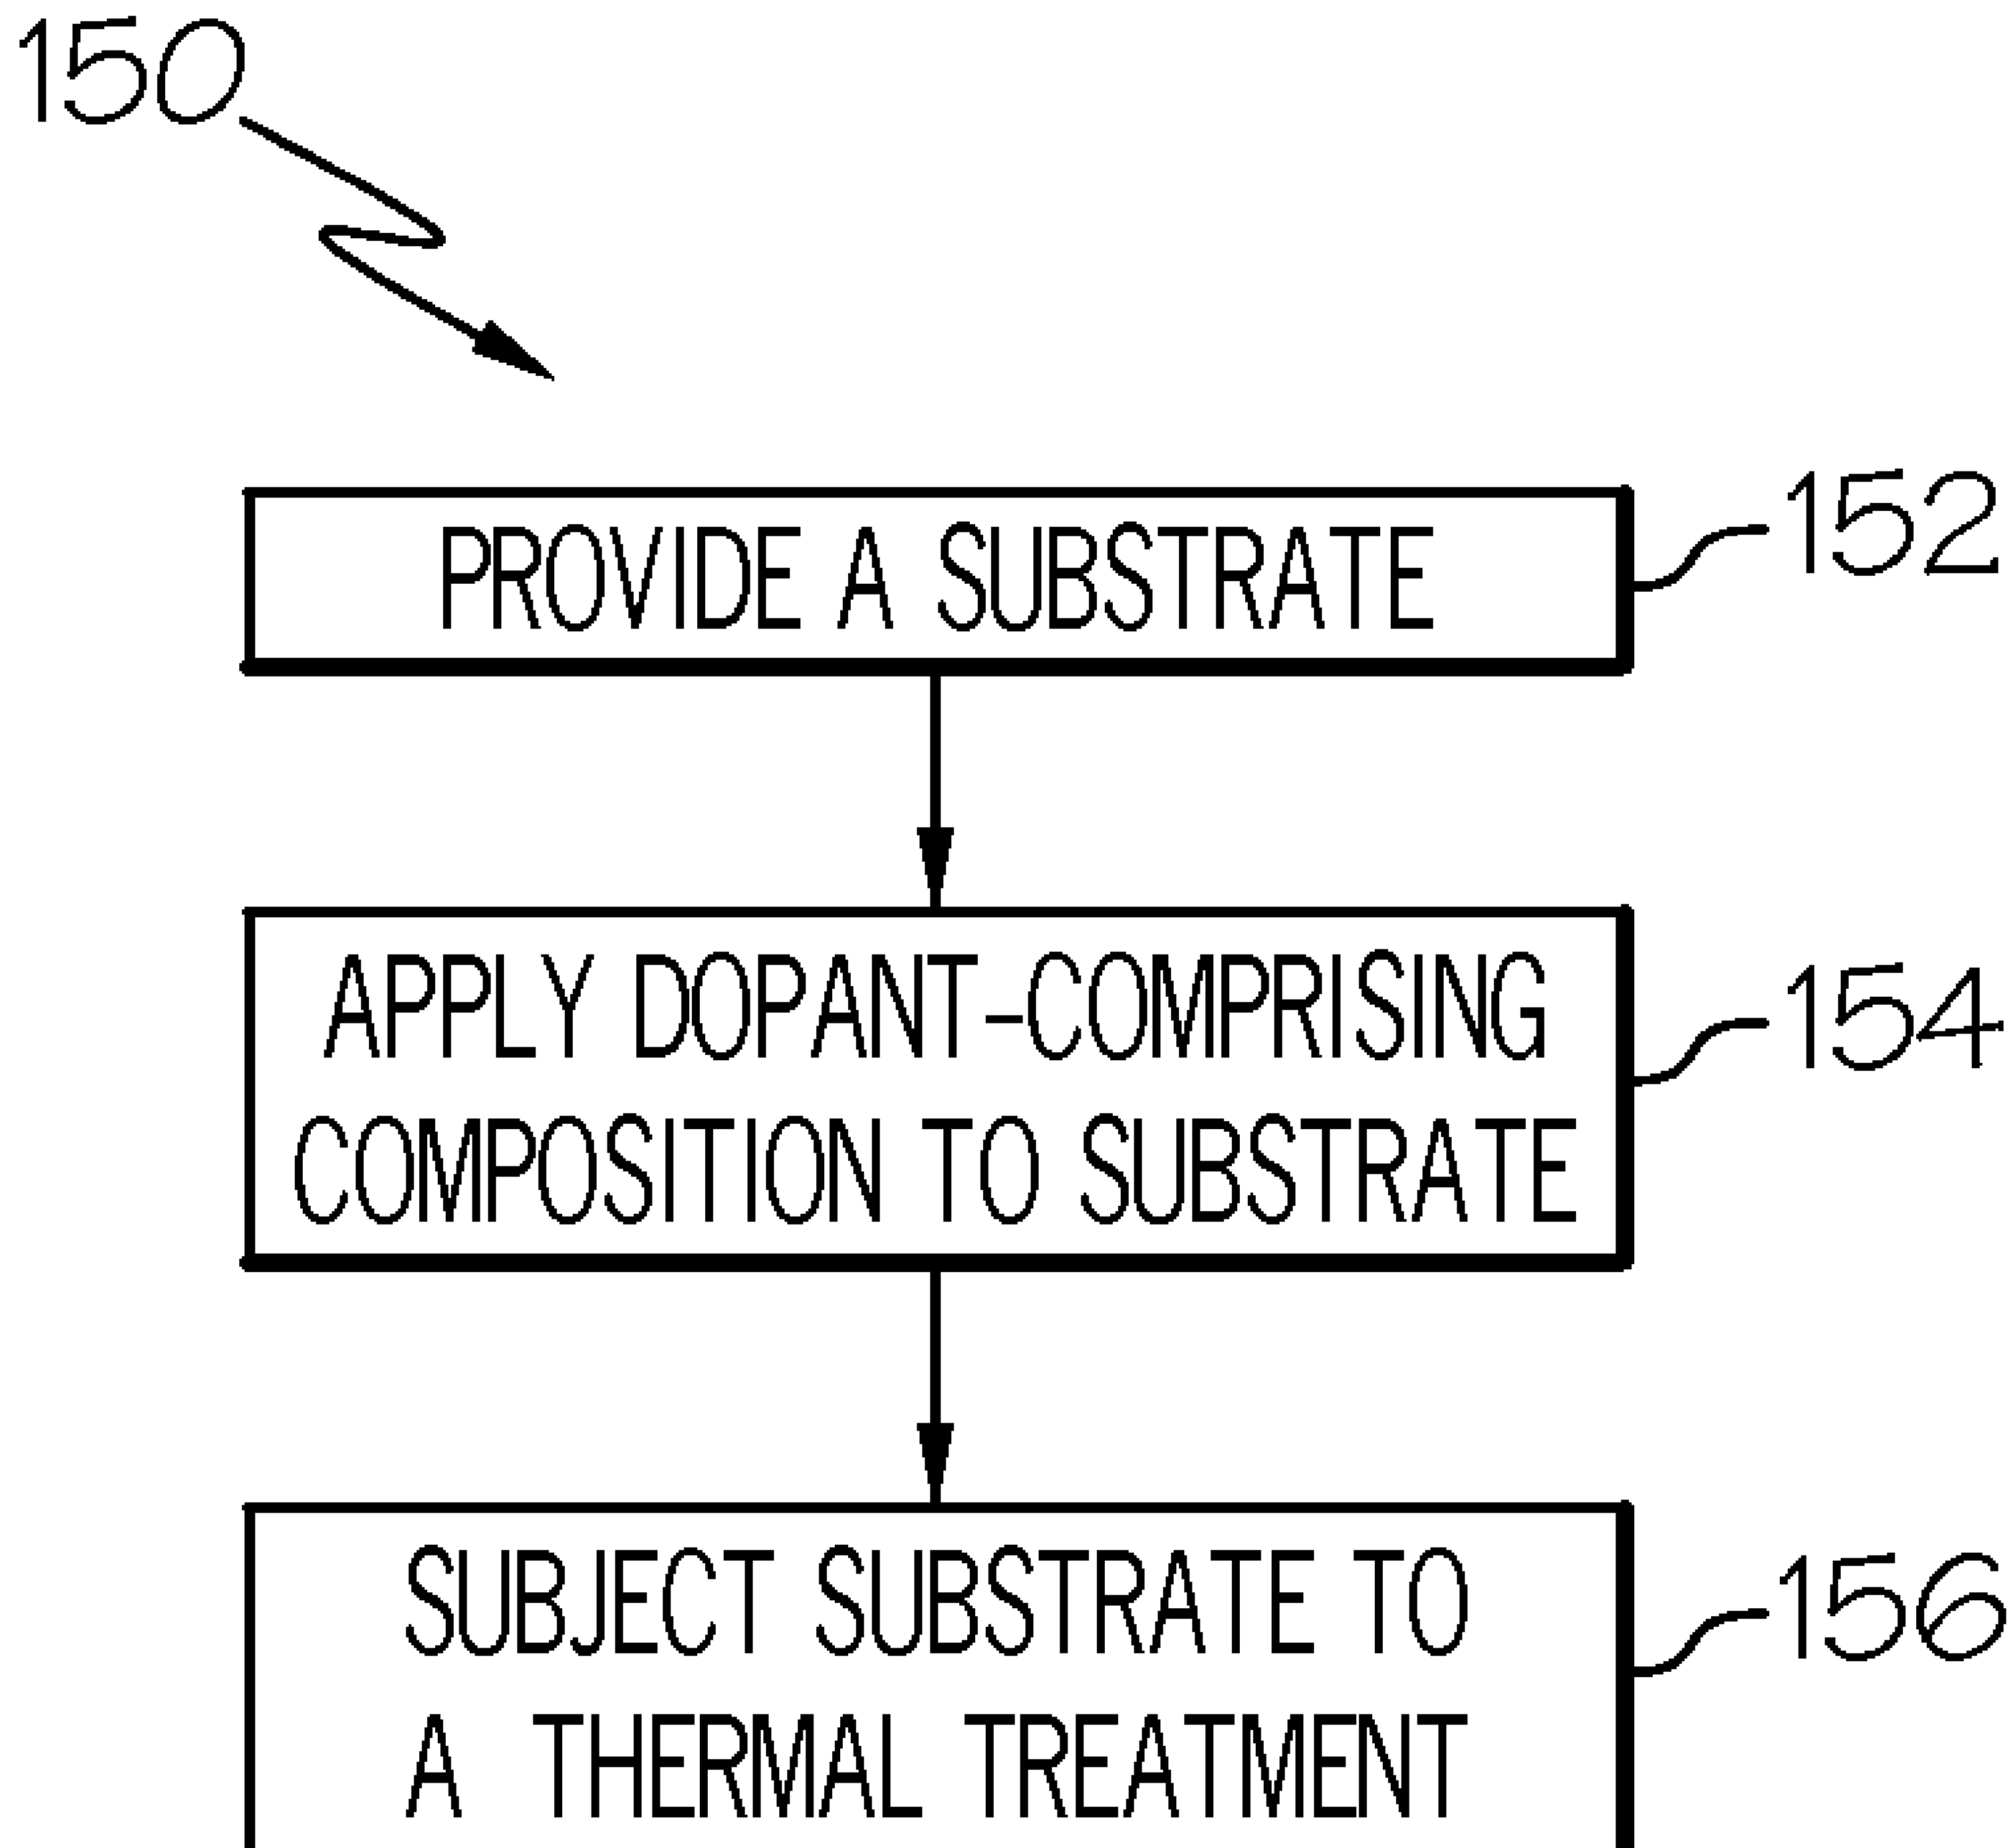 150
PROVIDE A SUBSTRATE
152
APPLY DOPANT-COMPRISING
COMPOSITION TO SUBSTRATE
154
SUBJECT SUBSTRATE TO
A THERMAL TREATMENT
156